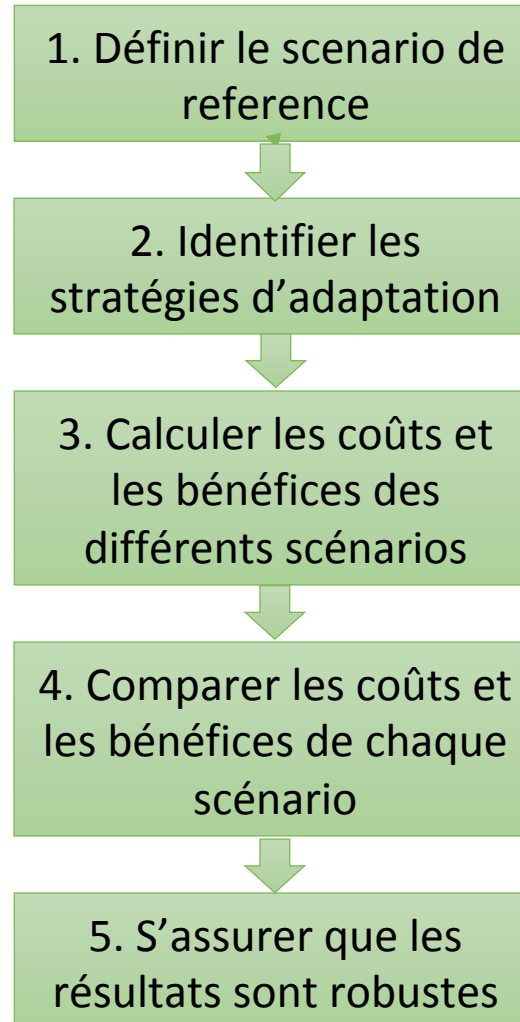 1. Définir le scenario de
reference
2. Identifier les
stratégies d’adaptation
3. Calculer les coûts et
les bénéfices des
différents scénarios
4. Comparer les coûts et
les bénéfices de chaque
scénario
5. S’assurer que les
résultats sont robustes